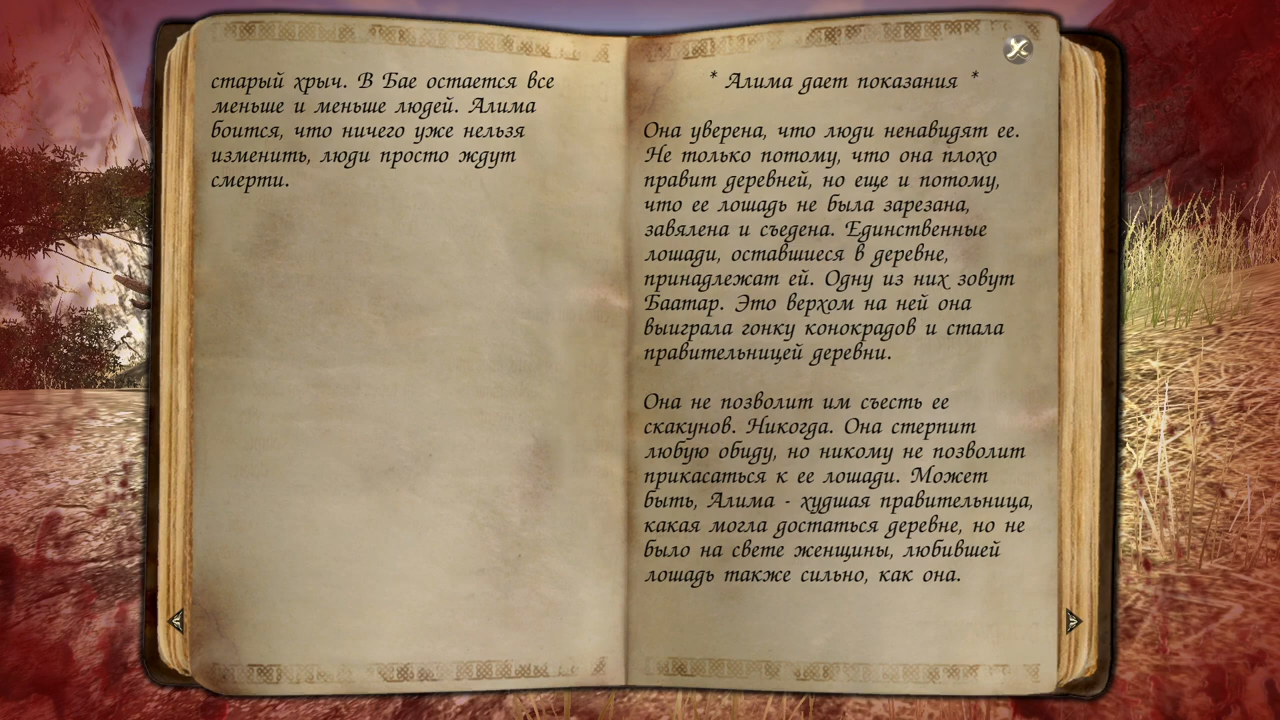 старый хрыч. В Бае остается все
меньше и меньше людей. Алима
боится, что ничего уже нельзя
изменить, люди просто ждут
смерти.
* Алима дает показания *
Она уверена, что люди ненавидят ее.
Не только потому, что она плохо
правит деревней, но еще и потому,
что ее лошадь не была зарезана,
завялена и съедена. Единственные
лошади, оставшиеся в деревне,
принадлежат ей. Одну из них зовут
Баатар. Это верхом на ней она
выиграла гонку конокрадов и стала
правительницей деревни.
Она не позволит им съесть ее
скакунов. Никогда. Она стерпит
любую обиду, но никому не позволит
прикасаться к ее лошади. Может
быть, Алима - худшая правительница,
какая могла достаться деревне, но не
было на свете женщины, любившей
лошадь также сильно, как она.